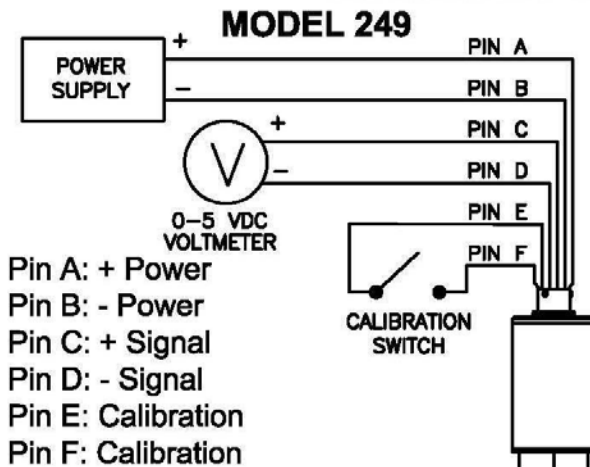 MODEL 249
POWER
SUPPLY
+
-
PIN A
PIN B
+
-
V
PIN C
PIN D
0-5 VDC
VOLTMETER
PIN E
PIN F
CALIBRATION
SWITCH
Pin A: + Power
Pin B: - Power
Pin C: + Signal
Pin D: - Signal
Pin E: Calibration
Pin F: Calibration